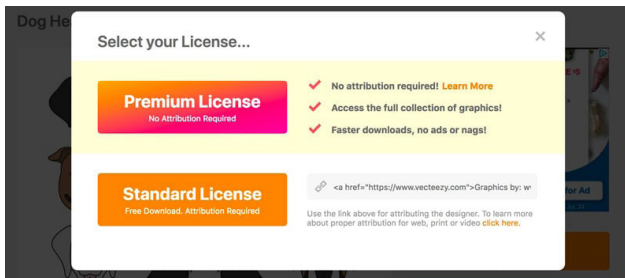 Dog He
Select your License...
×
Premium License
No Attribution Required
No attribution required! Learn More
Access the full collection of graphics!
Faster downloads, no ads or nags!
Standard License
Free Download. Attribution Required
<a href="https://www.vecteezy.com">Graphics by: w
Use the link above for attributing the designer. To learn more
about proper attribution for web, print or video click here.
for Ad